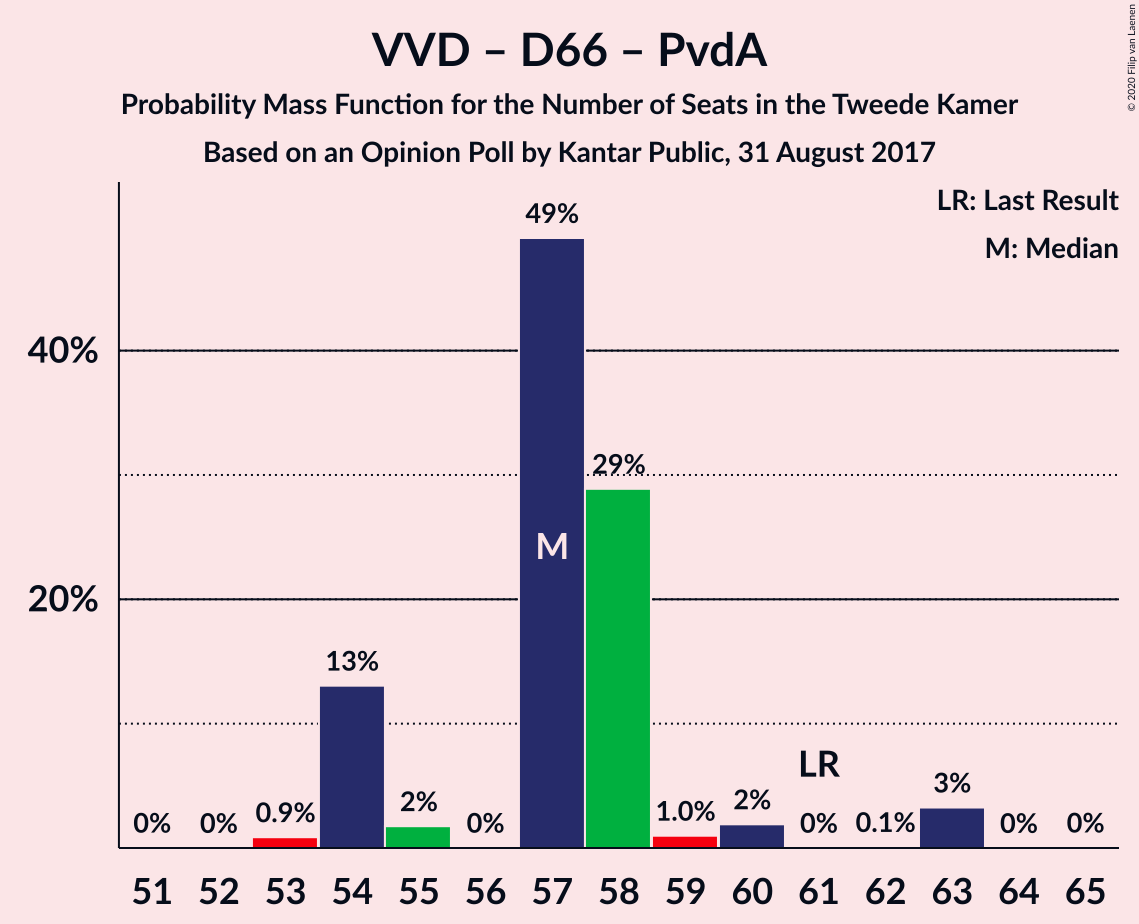 VVD – D66 – PvdA
Probability Mass Function for the Number of Seats in the Tweede Kamer
Based on an Opinion Poll by Kantar Public, 31 August 2017
© 2020 Filip van Laenen
LR: Last Result
M: Median
40%
20%
0%
0%
0.9%
13%
2%
0%
49%
M
29%
1.0%
2%
LR
0%
0.1%
3%
0%
0%
51 52 53 54 55 56 57 58 59 60 61 62 63 64 65